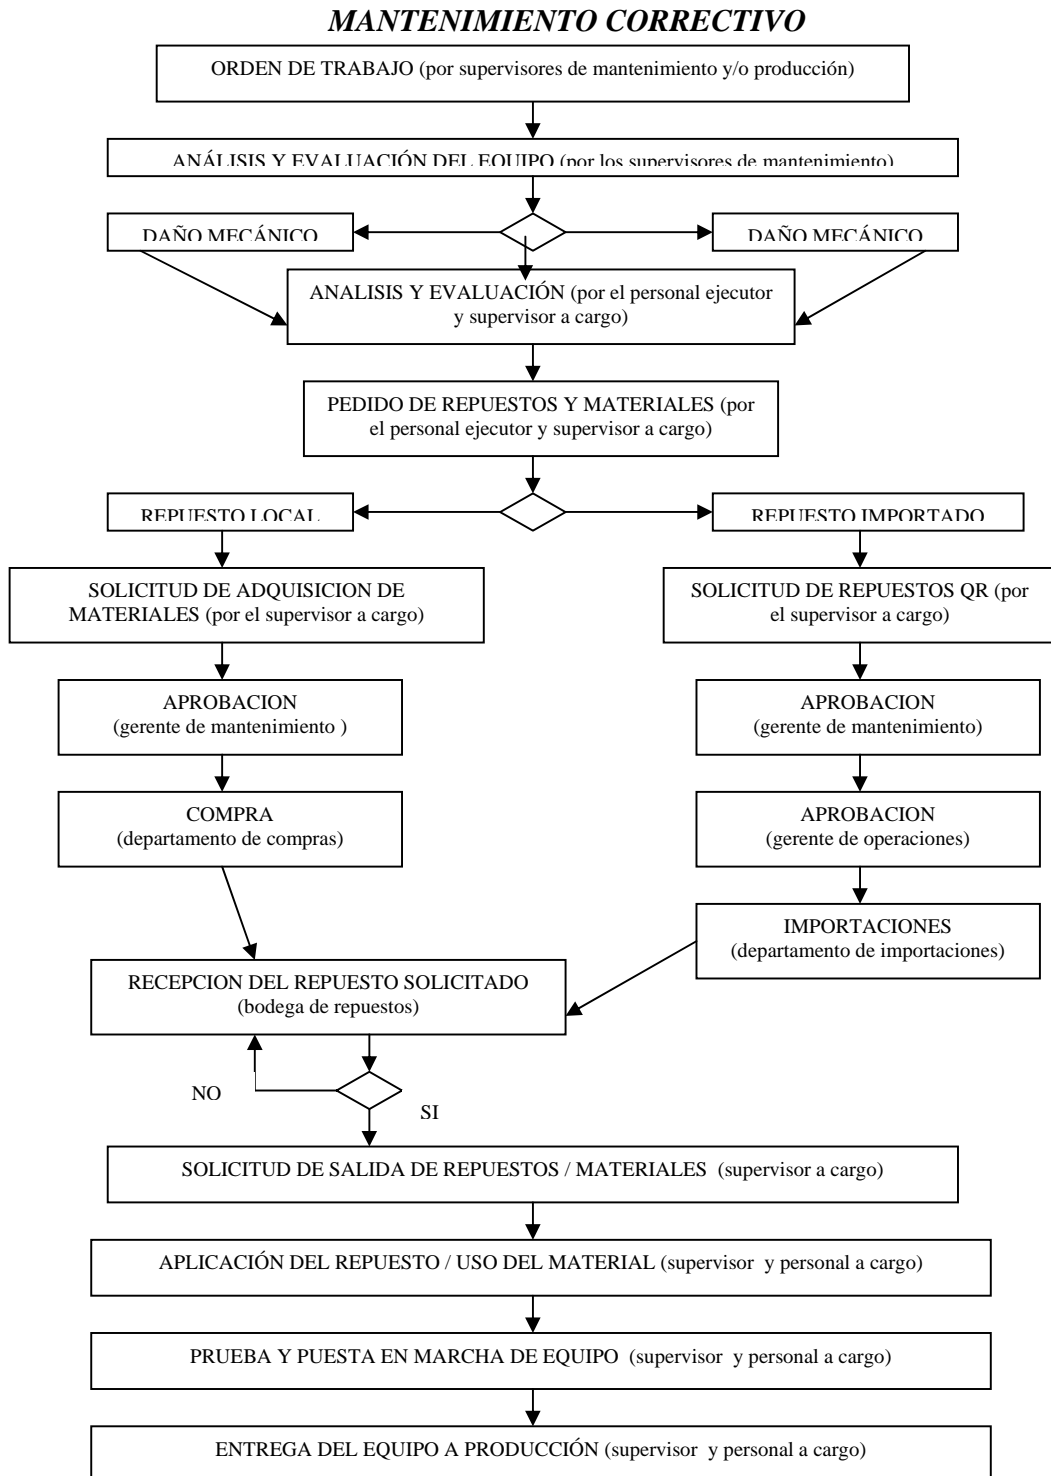 MANTENIMIENTO CORRECTIVO
ORDEN DE TRABAJO (por supervisores de mantenimiento y/o producción)
ANÁLISIS Y EVALUACIÓN DEL EQUIPO (por los supervisores de mantenimiento)
DAÑO MECÁNICO
DAÑO MECÁNICO
ANALISIS Y EVALUACIÓN (por el personal ejecutor
y supervisor a cargo)
PEDIDO DE REPUESTOS Y MATERIALES (por
el personal ejecutor y supervisor a cargo)
REPUESTO LOCAL
REPUESTO IMPORTADO
SOLICITUD DE ADQUISICION DE
MATERIALES (por el supervisor a cargo)
SOLICITUD DE REPUESTOS QR (por
el supervisor a cargo)
APROBACION
(gerente de mantenimiento )
APROBACION
(gerente de mantenimiento)
COMPRA
(departamento de compras)
APROBACION
(gerente de operaciones)
IMPORTACIONES
(departamento de importaciones)
RECEPCION DEL REPUESTO SOLICITADO
(bodega de repuestos)
NO
SI
SOLICITUD DE SALIDA DE REPUESTOS / MATERIALES (supervisor a cargo)
APLICACIÓN DEL REPUESTO / USO DEL MATERIAL (supervisor y personal a cargo)
PRUEBA Y PUESTA EN MARCHA DE EQUIPO (supervisor y personal a cargo)
ENTREGA DEL EQUIPO A PRODUCCIÓN (supervisor y personal a cargo)